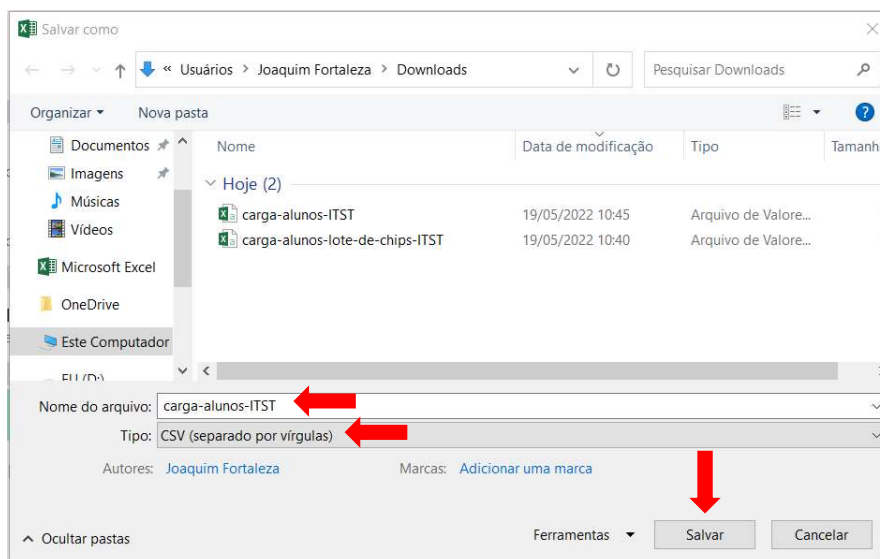 Salvar como
« Usuários > Joaquim Fortaleza > Downloads
Pesquisar Downloads
Organizar
Nova pasta
Documentos
Imagens
Músicas
Vídeos
Microsoft Excel
OneDrive
Este Computador
Nome
Data de modificação
Tipo
Tamanh
Hoje (2)
carga-alunos-ITST 19/05/2022 10:45 Arquivo de Valore...
carga-alunos-lote-de-chips-ITST 19/05/2022 10:40 Arquivo de Valore...
Nome do arquivo: carga-alunos-ITST
Tipo: CSV (separado por vírgulas)
Autores: Joaquim Fortaleza Marcas: Adicionar uma marca
Ocultar pastas
Ferramentas
Salvar
Cancelar